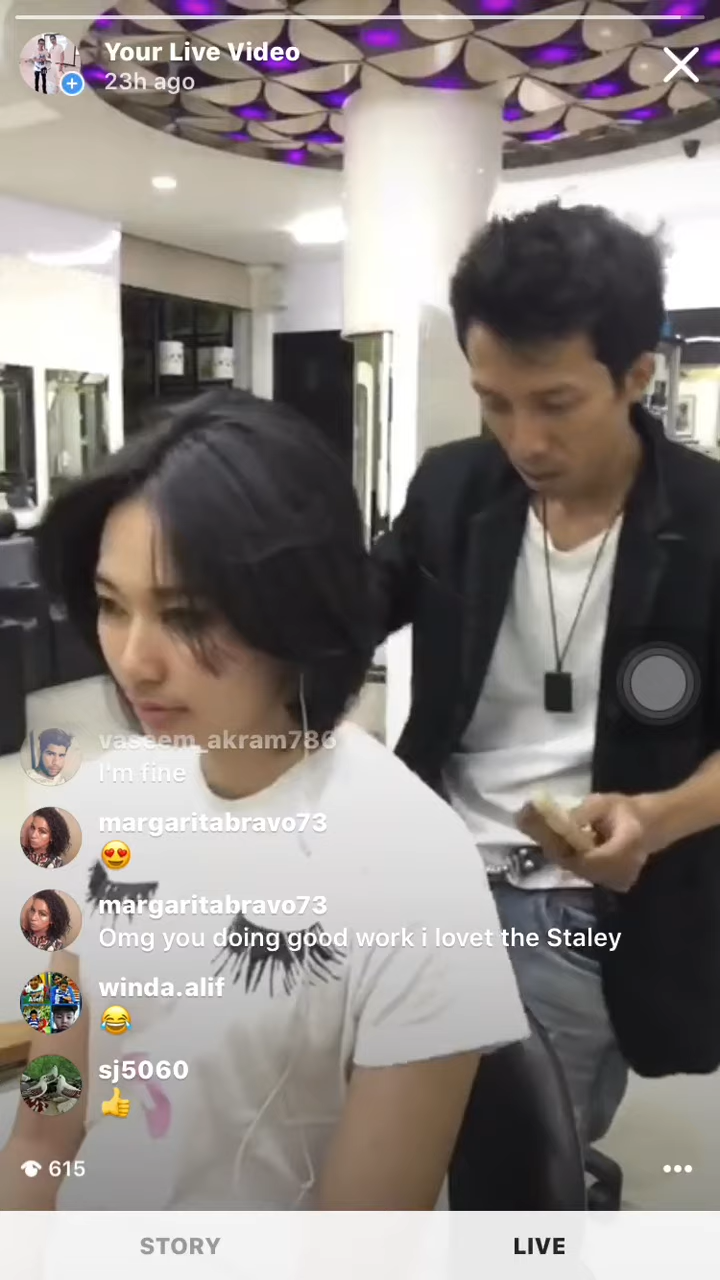 Your Live Video
23h ago
vaseem_akram786
I'm fine
margaritabravo73
😍
margaritabravo73
Omg you doing good work i lovet the Staley
winda.alif
😂
sj5060
👍
615
STORY
LIVE